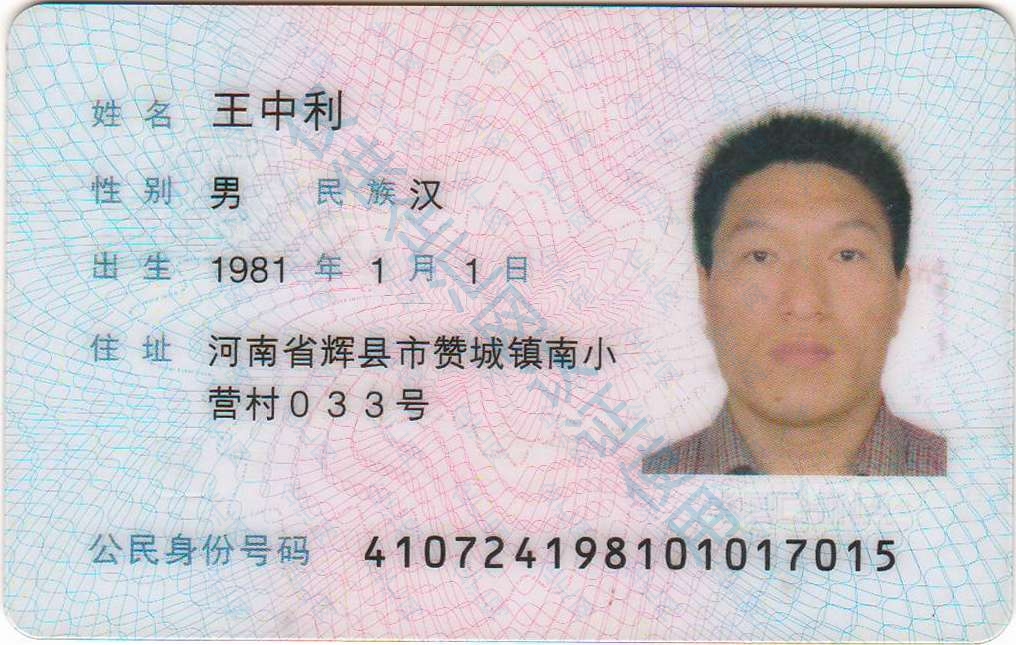 姓名 王中利
性别 男 民族 汉
出生 1981 年 1 月 1 日
住址 河南省辉县市赞城镇南小
营村０３３号
公民身份号码 410724198101017015